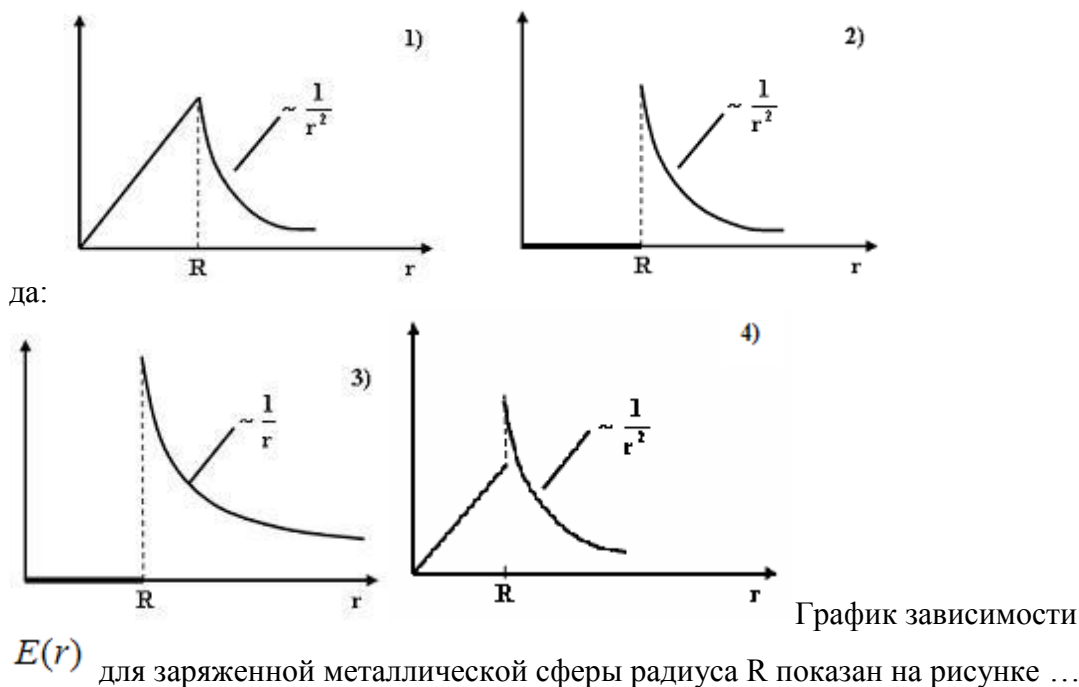 1)
~ 1/r²
R
r
2)
~ 1/r²
R
r
да:
3)
~ 1/r
R
r
4)
~ 1/r²
R
r
График зависимости
E(r) для заряженной металлической сферы радиуса R показан на рисунке …